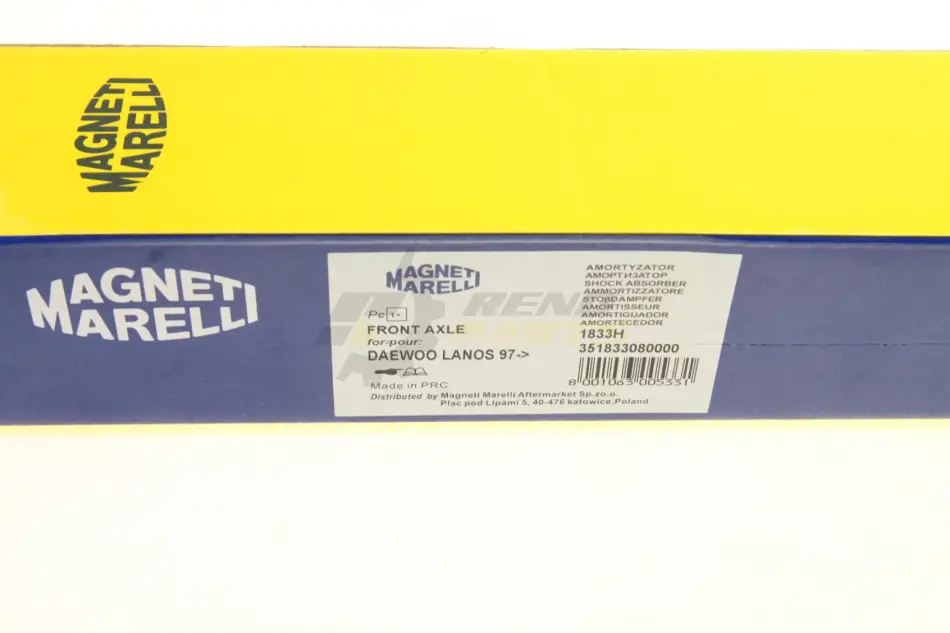 MAGNETI
MARELLI
MAGNETI
MARELLI
MAGNETI
MARELLI
Pc 1-
FRONT AXLE
for-pour:
DAEWOO LANOS 97->
Made in PRC
Distributed by Magneti Marelli Aftermarket Sp.zo.o.
Plac pod Lipami 5, 40-476 katowice,Poland
AMORTYZATOR
АМОРТИЗАТОР
SHOCK ABSORBER
AMMORTIZZATORE
STOβDÄMPFER
AMORTISSEUR
AMORTIGUADOR
AMORTECEDOR
1833H
351833080000
8 001063 005331